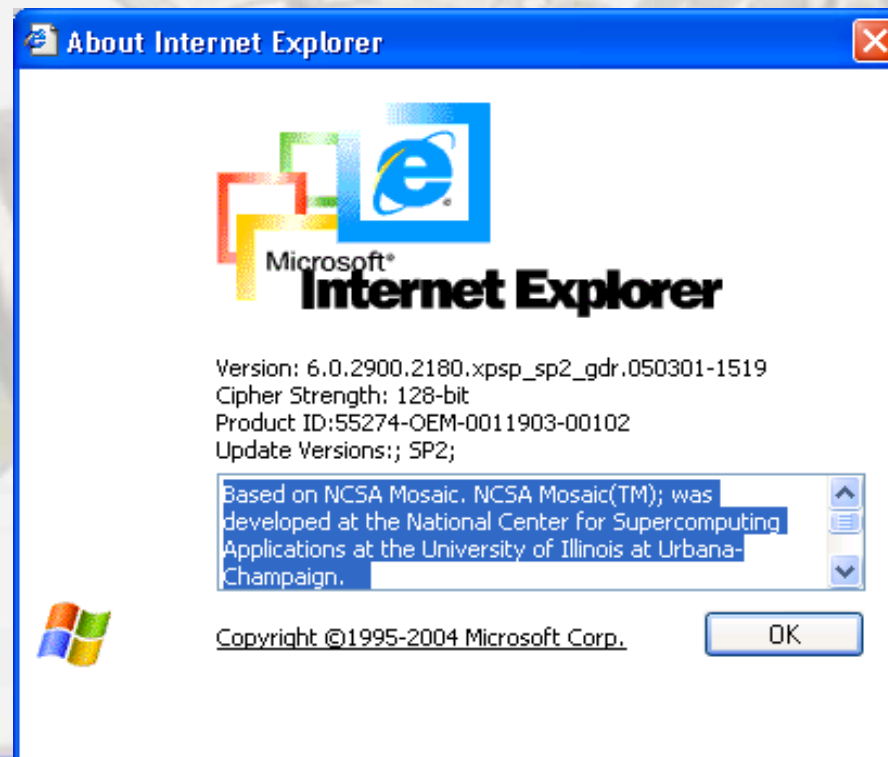 About Internet Explorer
Microsoft®
Internet Explorer
Version: 6.0.2900.2180.xpsp_sp2_gdr.050301-1519
Cipher Strength: 128-bit
Product ID:55274-OEM-0011903-00102
Update Versions:; SP2;
Based on NCSA Mosaic. NCSA Mosaic(TM); was
developed at the National Center for Supercomputing
Applications at the University of Illinois at Urbana-
Champaign.
Copyright ©1995-2004 Microsoft Corp.
OK